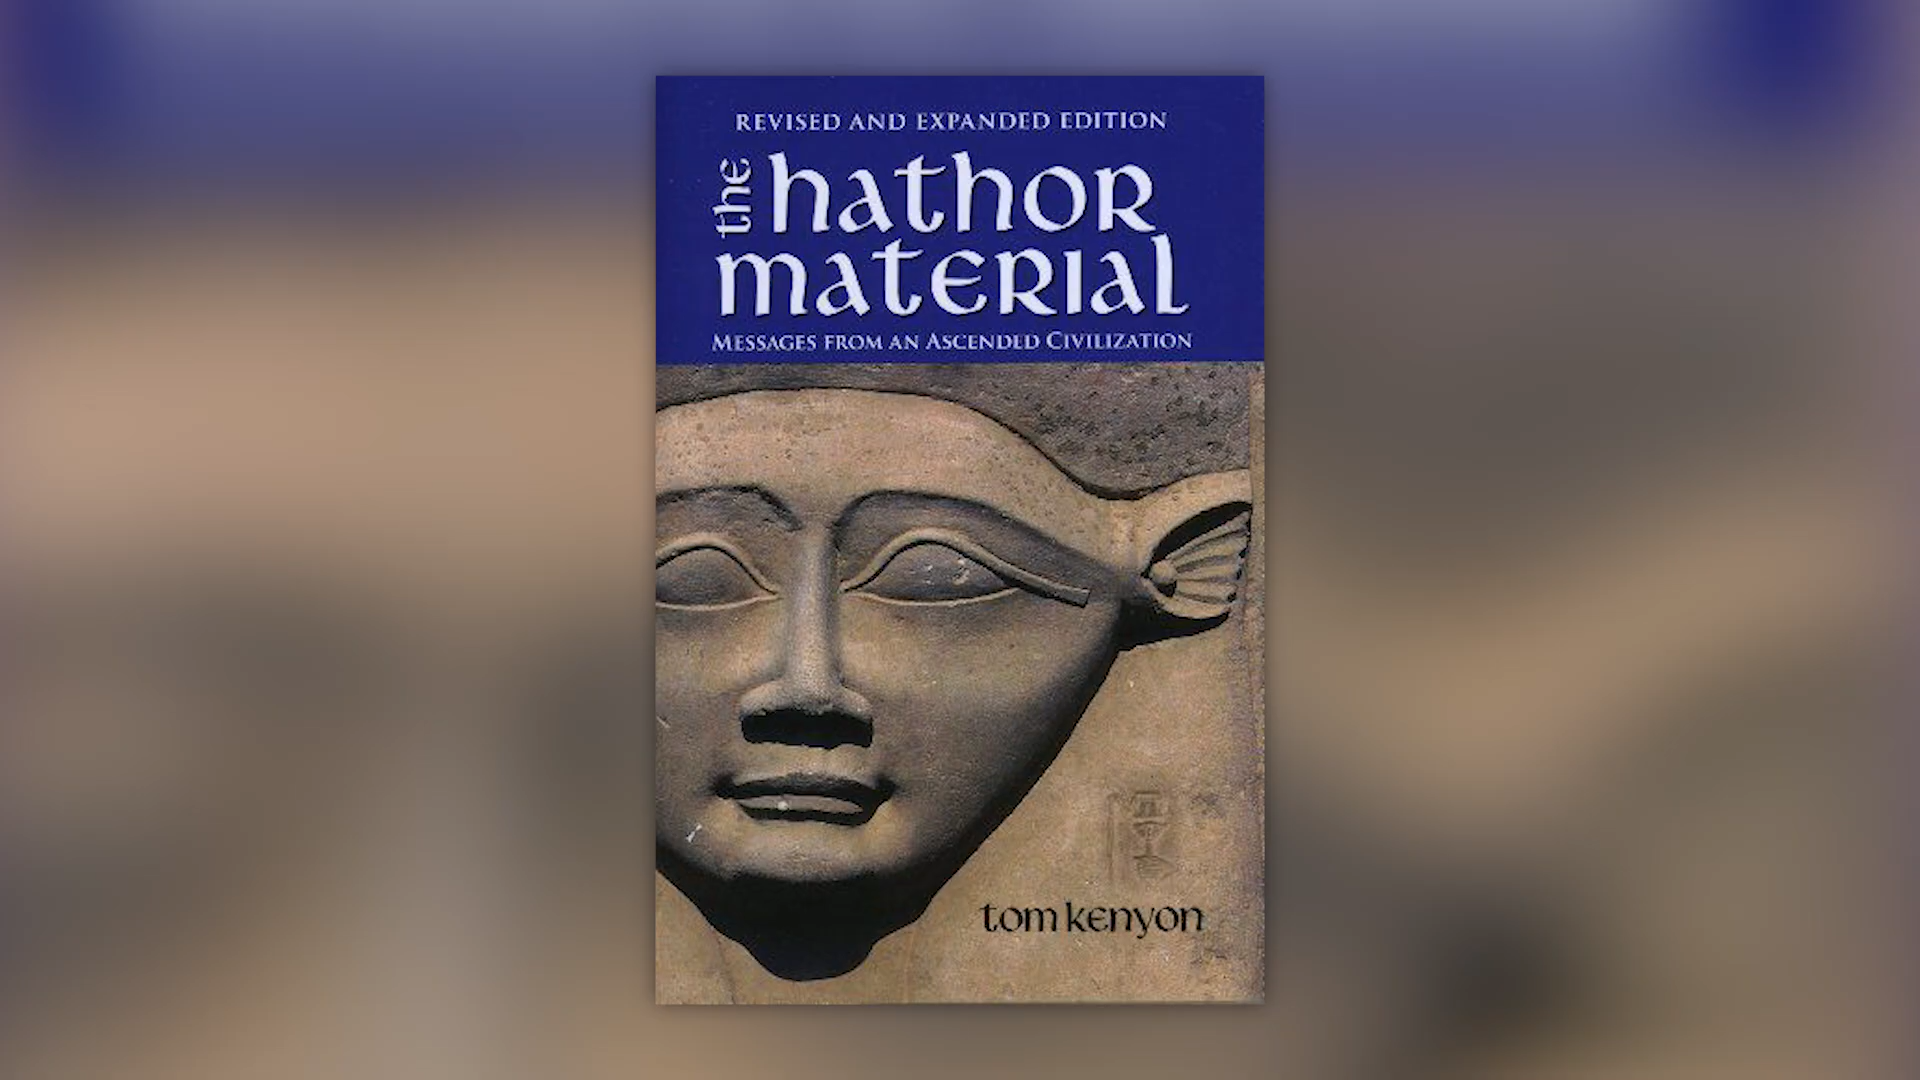 REVISED AND EXPANDED EDITION
the hathor
material
MESSAGES FROM AN ASCENDED CIVILIZATION
tom kenyon